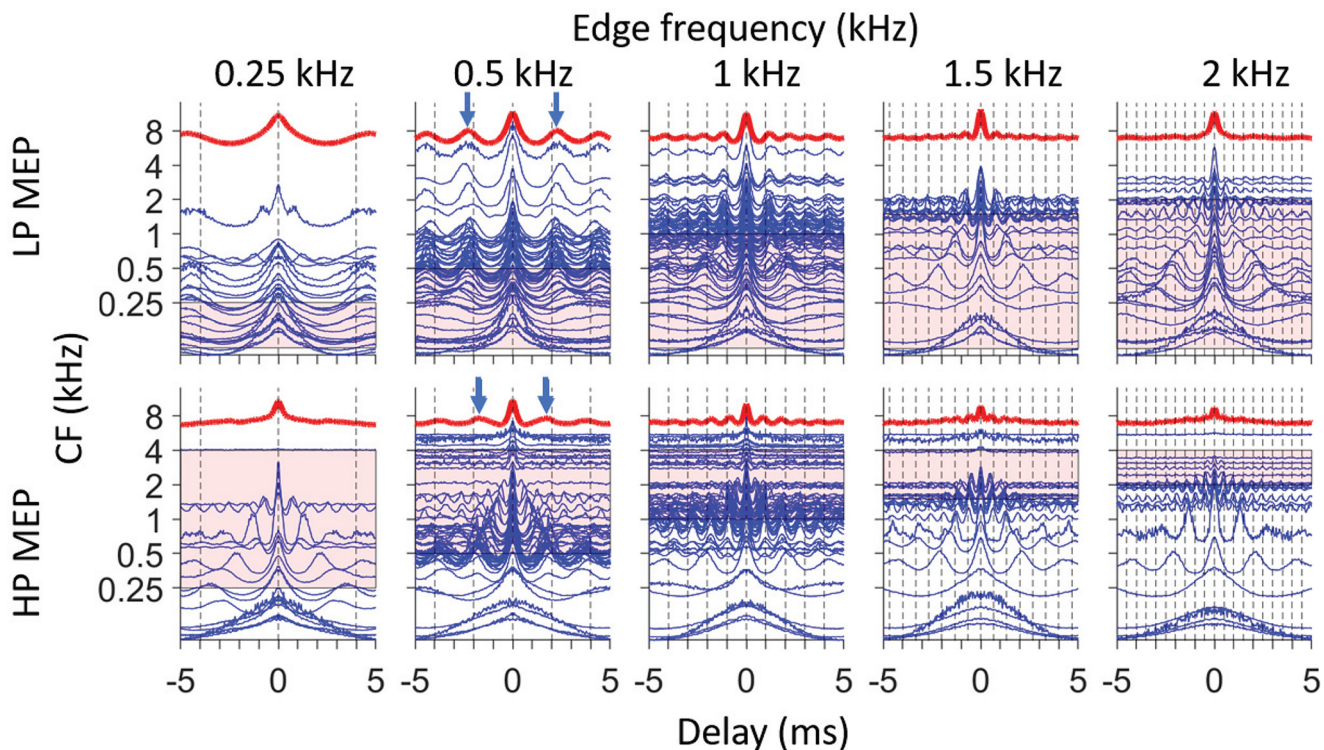 Edge frequency (kHz)
0.25 kHz 0.5 kHz 1 kHz 1.5 kHz 2 kHz
LP MEP
8
4
2
1
0.5
0.25
CF (kHz)
HP MEP
8
4
2
1
0.5
0.25
-5 0 5 -5 0 5 -5 0 5 -5 0 5 -5 0 5
Delay (ms)